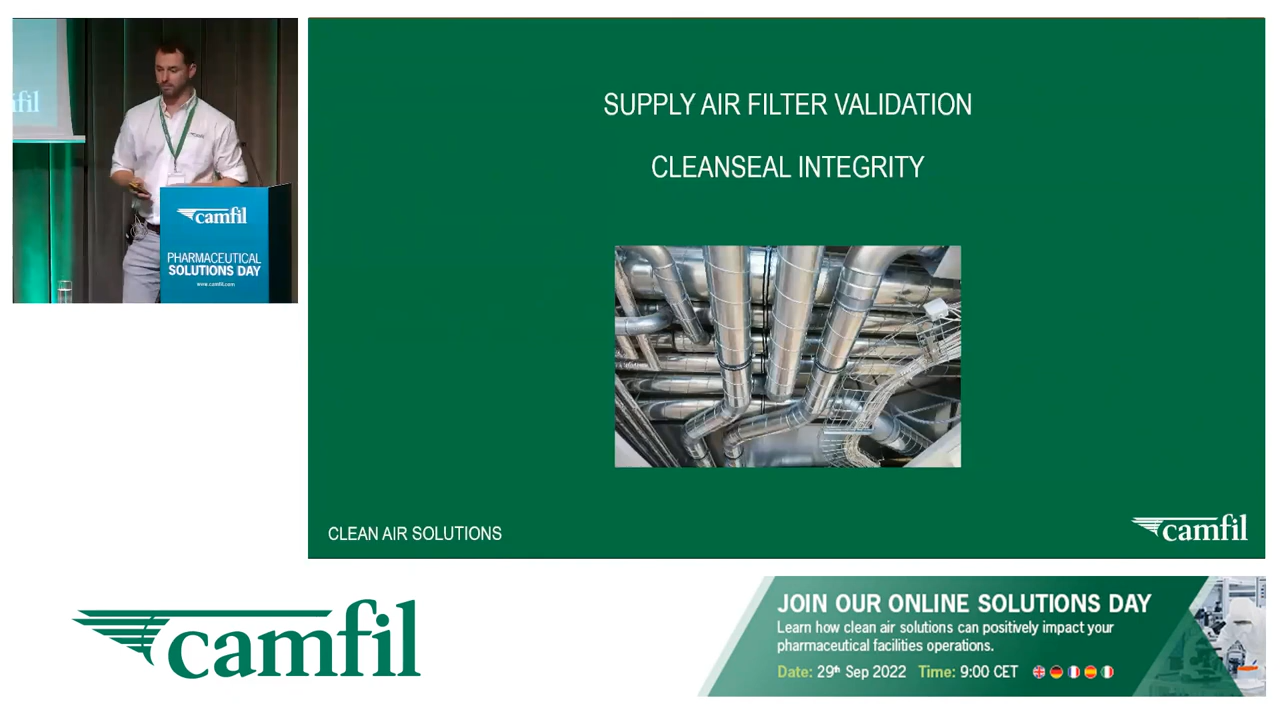 fil
camfil
PHARMACEUTICAL
SOLUTIONS DAY
www.camfil.com
SUPPLY AIR FILTER VALIDATION
CLEANSEAL INTEGRITY
CLEAN AIR SOLUTIONS
camfil
camfil
JOIN OUR ONLINE SOLUTIONS DAY
Learn how clean air solutions can positively impact your
pharmaceutical facilities operations.
Date: 29th Sep 2022 Time: 9:00 CET